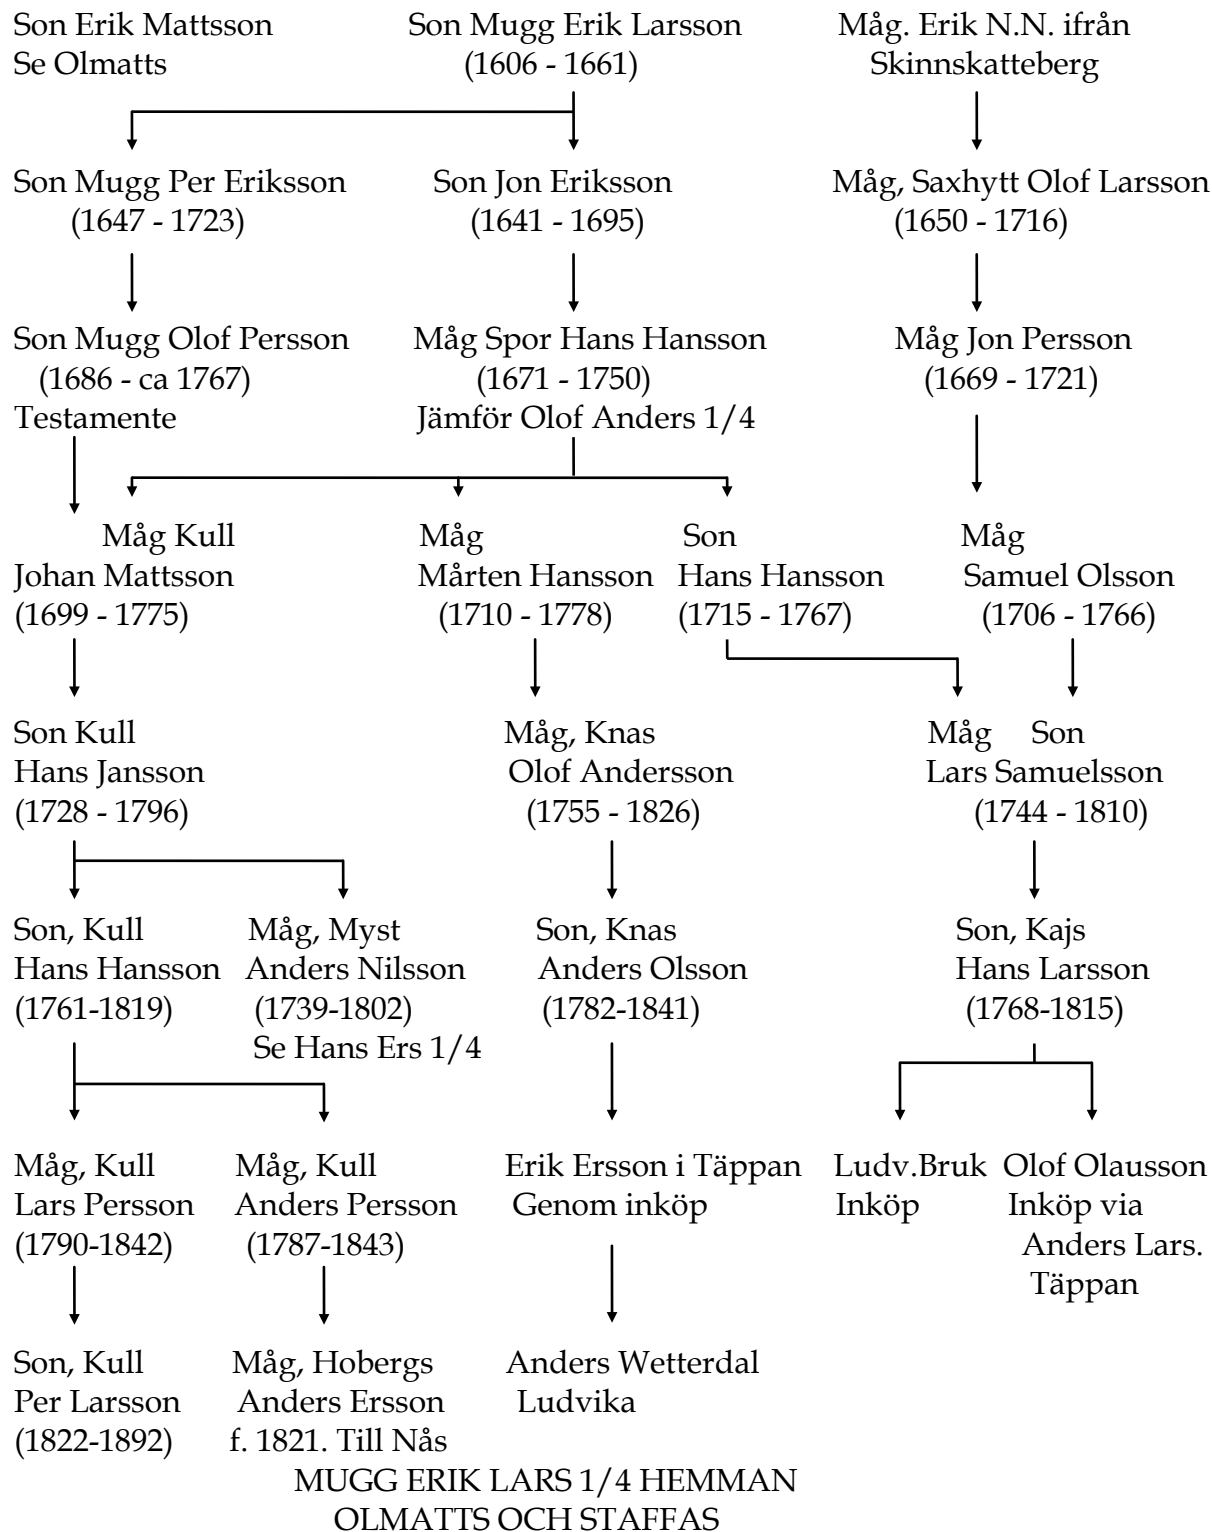 Son Erik Mattsson
Se Olmatts
Son Mugg Erik Larsson
(1606 - 1661)
Måg. Erik N.N. ifrån
Skinnskatteberg
Son Mugg Per Eriksson
(1647 - 1723)
Son Jon Eriksson
(1641 - 1695)
Måg, Saxhytt Olof Larsson
(1650 - 1716)
Son Mugg Olof Persson
(1686 - ca 1767)
Testamente
Måg Spor Hans Hansson
(1671 - 1750)
Jämför Olof Anders 1/4
Måg Jon Persson
(1669 - 1721)
Måg Kull
Johan Mattsson
(1699 - 1775)
Måg
Mårten Hansson
(1710 - 1778)
Son
Hans Hansson
(1715 - 1767)
Måg
Samuel Olsson
(1706 - 1766)
Son Kull
Hans Jansson
(1728 - 1796)
Måg, Knas
Olof Andersson
(1755 - 1826)
Måg Son
Lars Samuelsson
(1744 - 1810)
Son, Kull
Hans Hansson
(1761-1819)
Måg, Myst
Anders Nilsson
(1739-1802)
Se Hans Ers 1/4
Son, Knas
Anders Olsson
(1782-1841)
Son, Kajs
Hans Larsson
(1768-1815)
Måg, Kull
Lars Persson
(1790-1842)
Måg, Kull
Anders Persson
(1787-1843)
Erik Ersson i Täppan
Genom inköp
Ludv.Bruk
Inköp
Olof Olausson
Inköp via
Anders Lars.
Täppan
Son, Kull
Per Larsson
(1822-1892)
Måg, Hobergs
Anders Ersson
f. 1821. Till Nås
Anders Wetterdal
Ludvika
MUGG ERIK LARS 1/4 HEMMAN
OLMATTS OCH STAFFAS